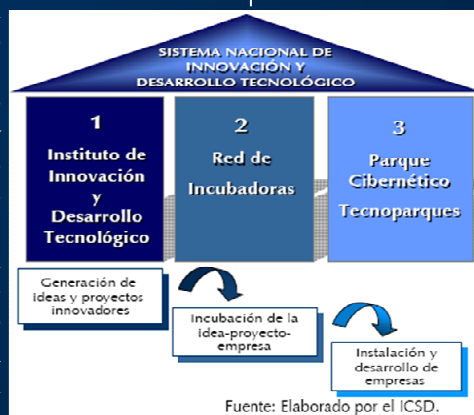 SISTEMA NACIONAL DE
INNOVACIÓN Y
DESARROLLO TECNOLÓGICO
1
Instituto de
Innovación
y
Desarrollo
Tecnológico
2
Red de
Incubadoras
3
Parque
Cibernético
Tecnoparques
Generación de
ideas y proyectos
innovadores
Incubación de la
idea-proyecto-
empresa
Instalación y
desarrollo de
empresas
Fuente: Elaborado por el ICSD.